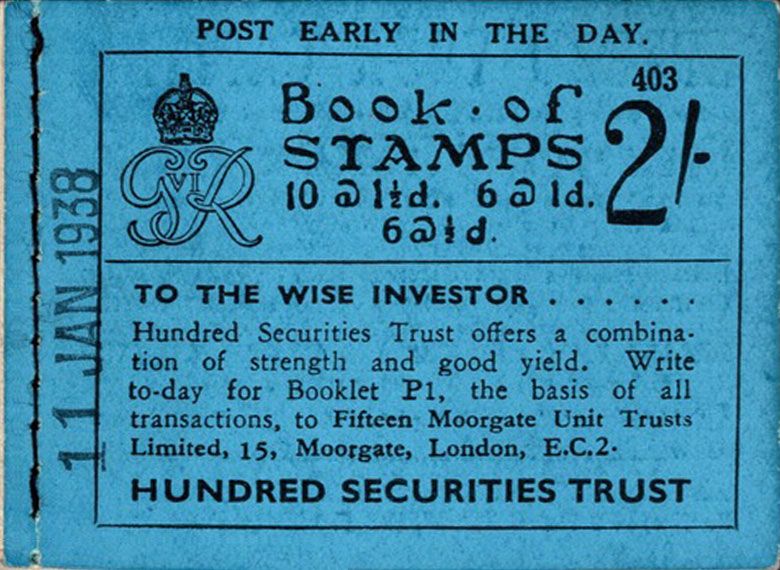 POST EARLY IN THE DAY.
403
Book · of
STAMPS
2/-
10 @ 1½d. 6 @ 1d.
6 @ ½d.
G VI R
11 JAN 1938
TO THE WISE INVESTOR . . . . . .
Hundred Securities Trust offers a combina-
tion of strength and good yield. Write
to-day for Booklet P1, the basis of all
transactions, to Fifteen Moorgate Unit Trusts
Limited, 15, Moorgate, London, E.C.2.
HUNDRED SECURITIES TRUST